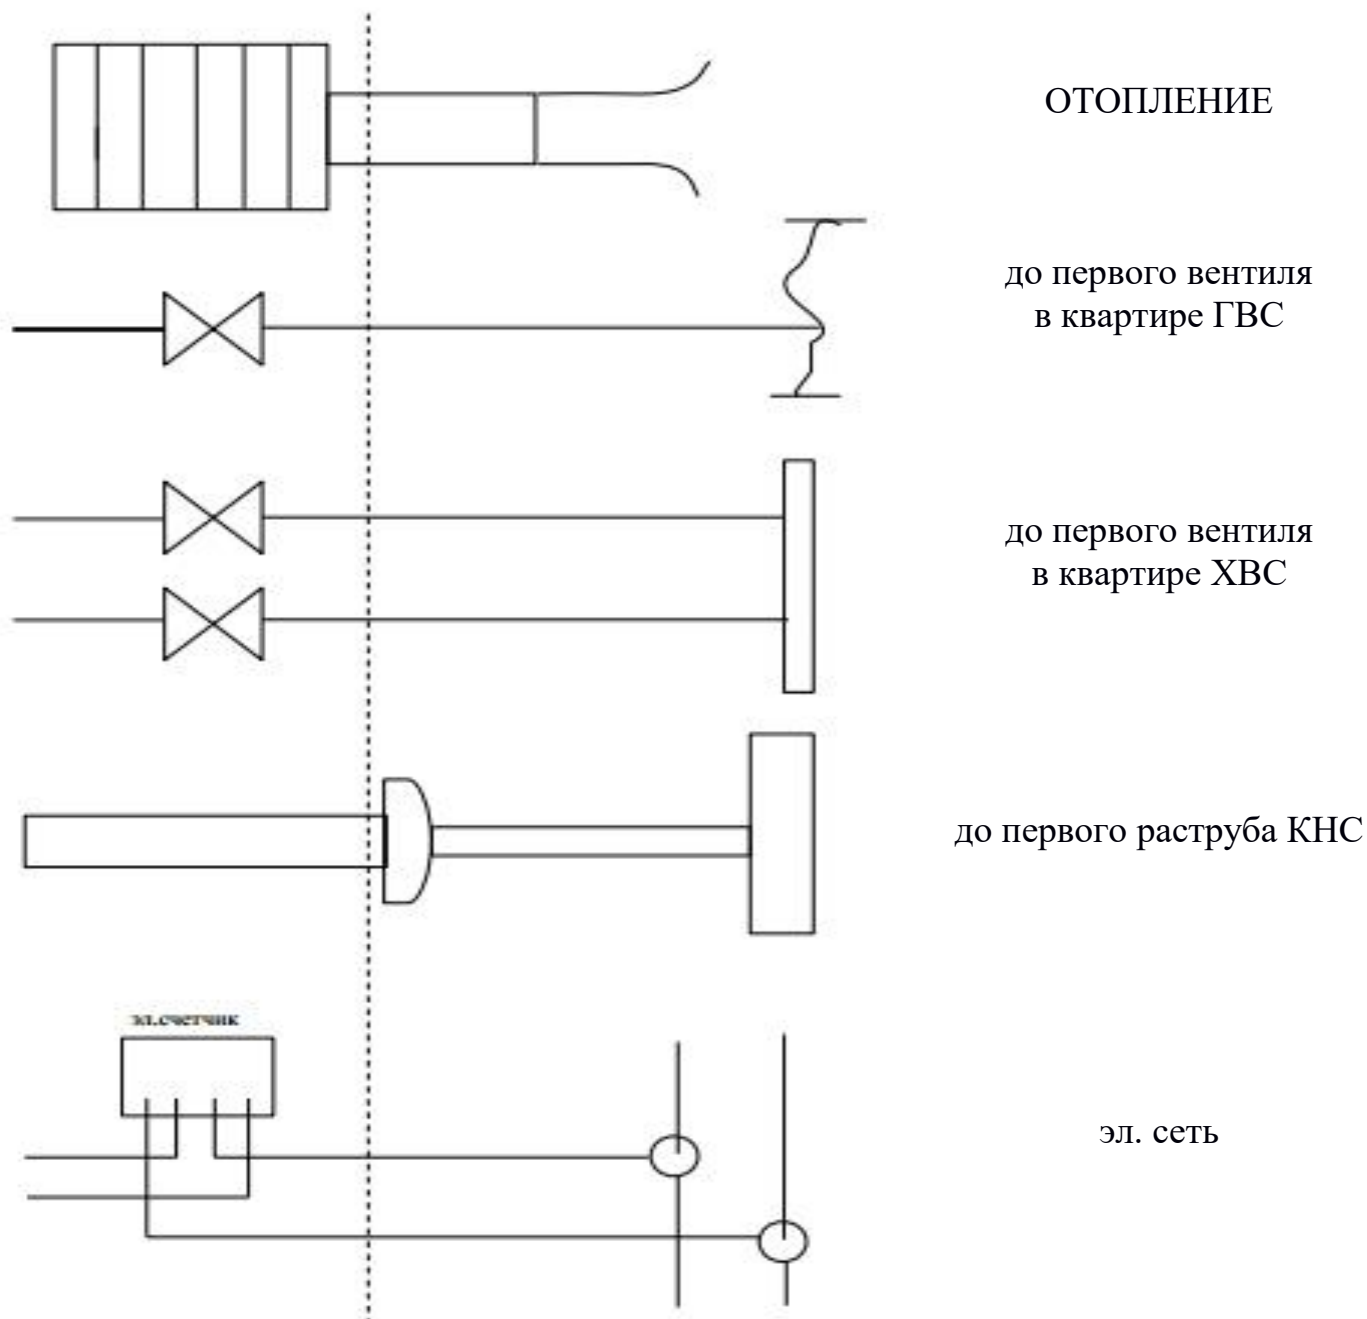 ОТОПЛЕНИЕ
до первого вентиля
в квартире ГВС
до первого вентиля
в квартире ХВС
до первого раструба КНС
эл.счетчик
эл. сеть